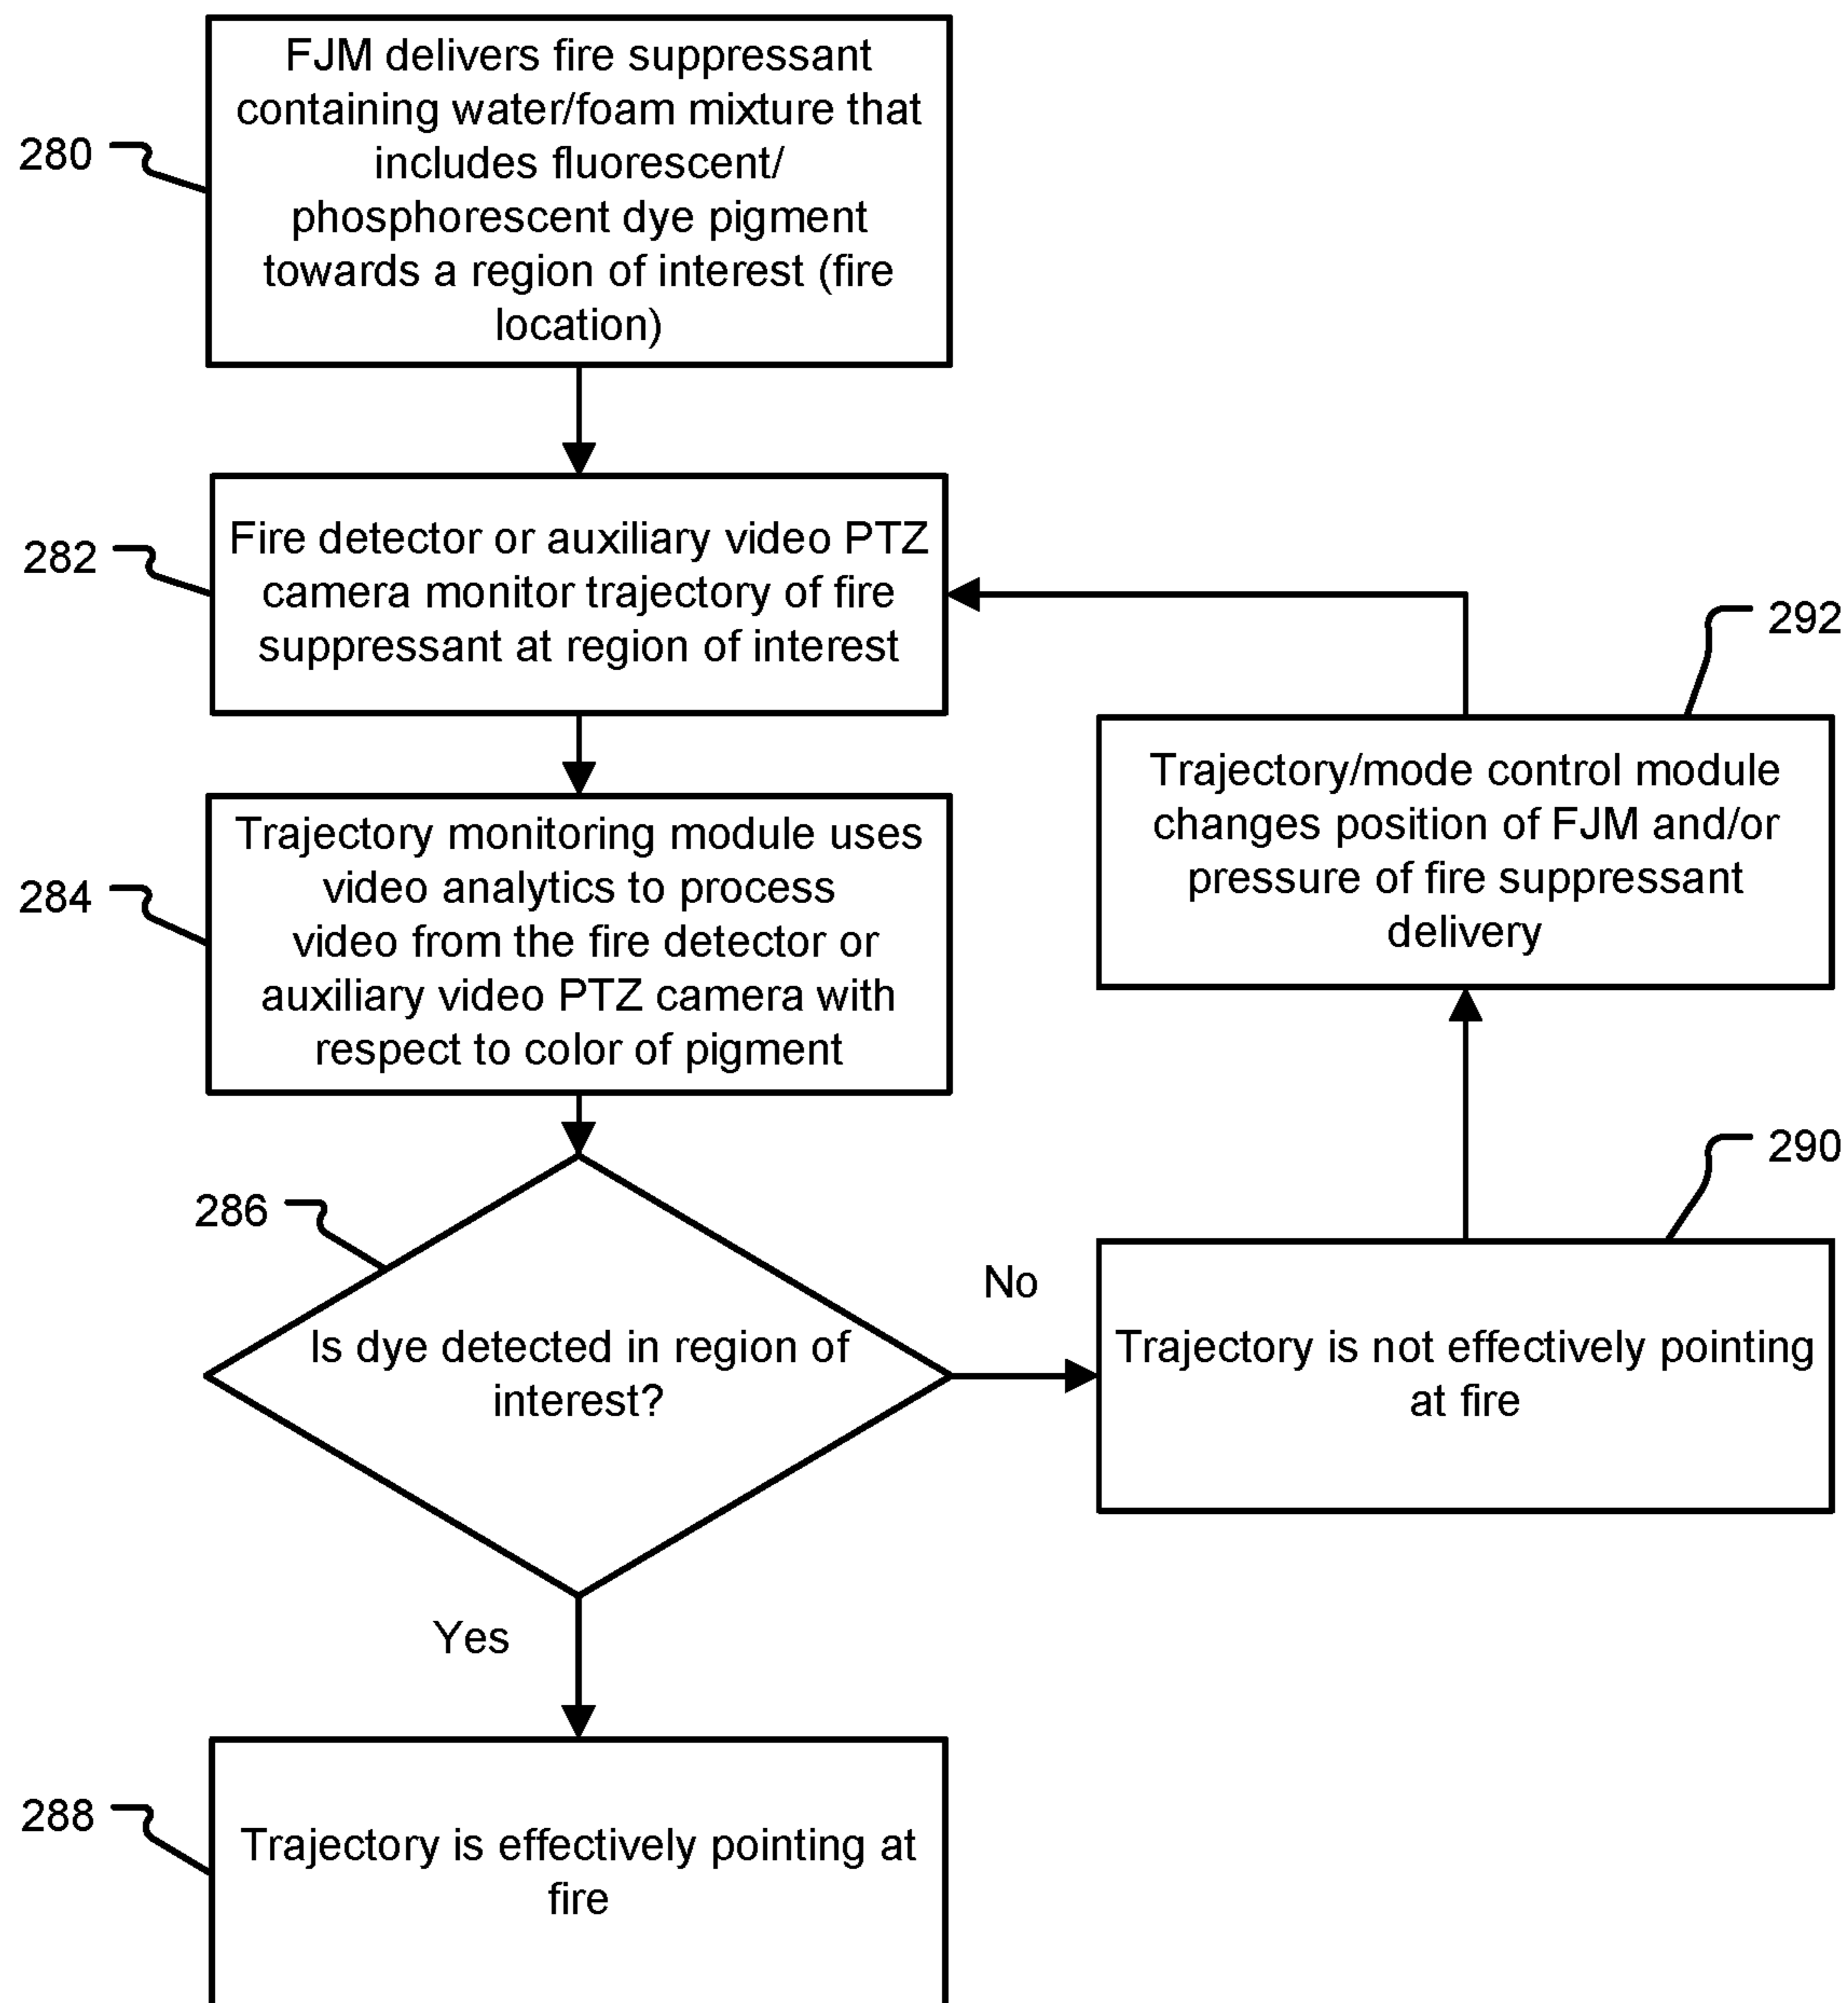 FJM delivers fire suppressant
containing water/foam mixture that
includes fluorescent/
phosphorescent dye pigment
towards a region of interest (fire
location)
280
Fire detector or auxiliary video PTZ
camera monitor trajectory of fire
suppressant at region of interest
282
Trajectory monitoring module uses
video analytics to process
video from the fire detector or
auxiliary video PTZ camera with
respect to color of pigment
284
286
Is dye detected in region of
interest?
No
Yes
Trajectory is effectively pointing at
fire
288
290
Trajectory is not effectively pointing
at fire
292
Trajectory/mode control module
changes position of FJM and/or
pressure of fire suppressant
delivery